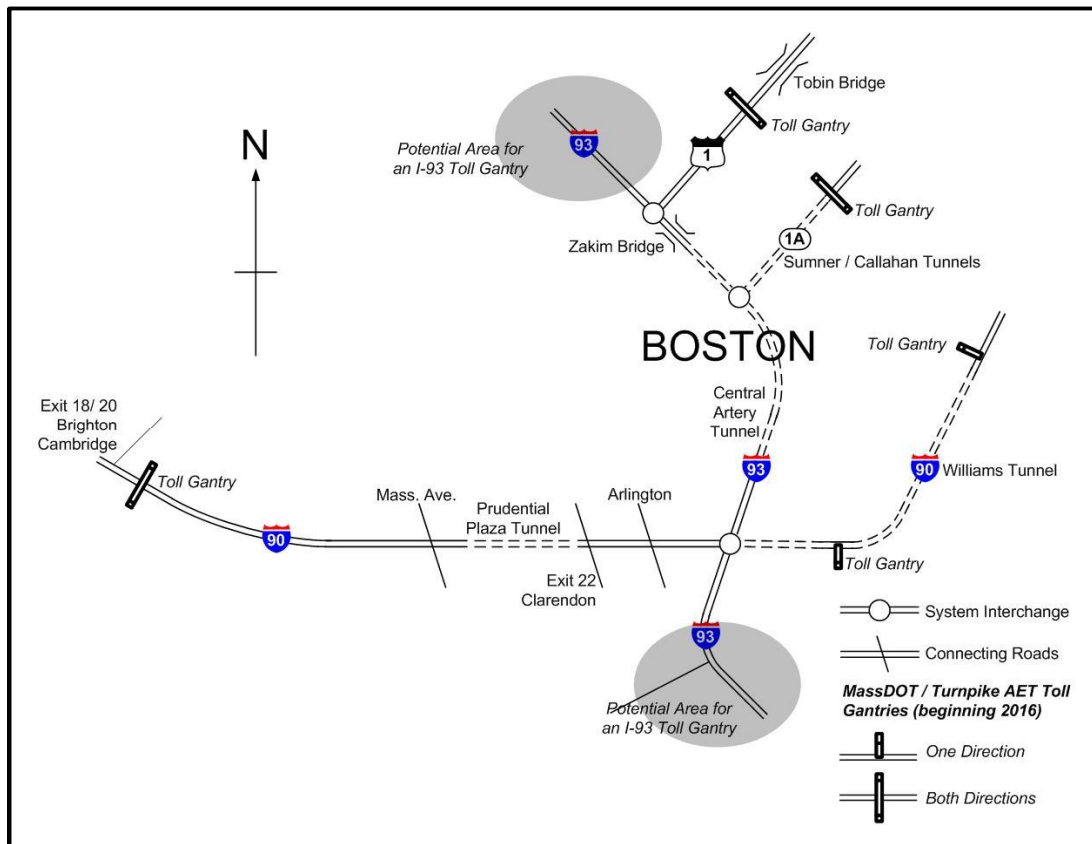 Tobin Bridge
Toll Gantry
N
Potential Area for
an I-93 Toll Gantry
93
1
Toll Gantry
1A
Zakim Bridge
Sumner / Callahan Tunnels
BOSTON
Toll Gantry
Exit 18/ 20
Brighton
Cambridge
Central
Artery
Tunnel
93
90
Williams Tunnel
Toll Gantry
Mass. Ave.
Arlington
Prudential
Plaza Tunnel
90
Toll Gantry
Exit 22
Clarendon
System Interchange
93
Connecting Roads
MassDOT / Turnpike AET Toll
Gantries (beginning 2016)
Potential Area for
an I-93 Toll Gantry
One Direction
Both Directions